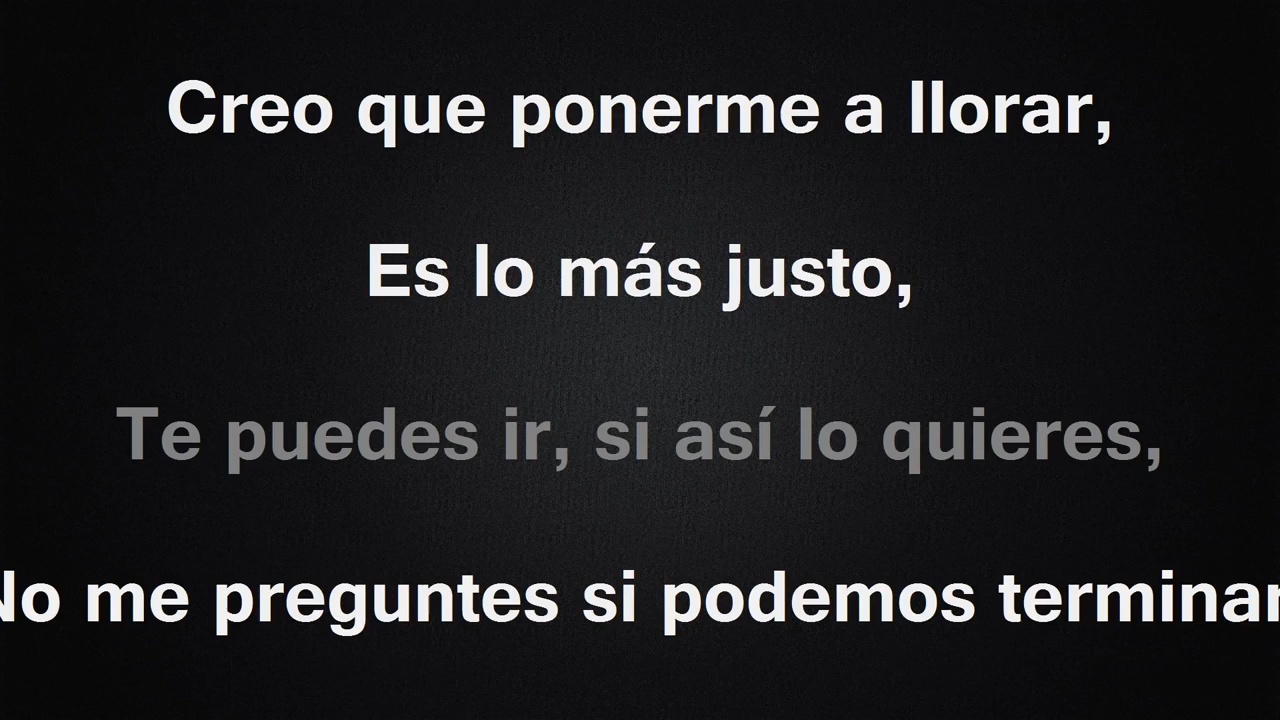 Creo que ponerme a llorar,
Es lo más justo,
Te puedes ir, si así lo quieres,
No me preguntes si podemos terminar